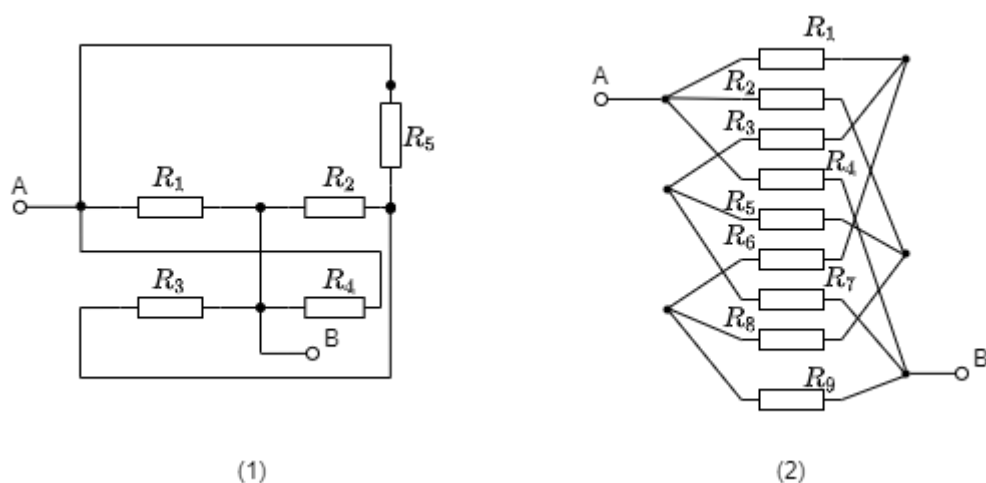 R₁
A
R₂
R₃
R₄
R₅
R₆
R₇
R₈
B
R₉
(2)
R₅
A
R₁
R₂
R₃
R₄
B
(1)